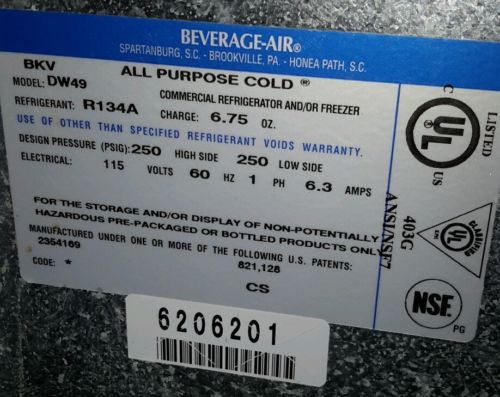 BEVERAGE-AIR®
SPARTANBURG, S.C. - BROOKVILLE, PA. - HONEA PATH, S.C.
BKV ALL PURPOSE COLD ®
MODEL: DW49 COMMERCIAL REFRIGERATOR AND/OR FREEZER
REFRIGERANT: R134A CHARGE: 6.75 OZ.
USE OF OTHER THAN SPECIFIED REFRIGERANT VOIDS WARRANTY.
DESIGN PRESSURE (PSIG): 250 HIGH SIDE 250 LOW SIDE
ELECTRICAL: 115 VOLTS 60 HZ 1 PH 6.3 AMPS
FOR THE STORAGE AND/OR DISPLAY OF NON-POTENTIALLY
HAZARDOUS PRE-PACKAGED OR BOTTLED PRODUCTS ONLY
MANUFACTURED UNDER ONE OR MORE OF THE FOLLOWING U.S. PATENTS:
2354169 821,128
CODE: *
CS
C UL US LISTED
403G
ANSI/NSF7
CLASSIFIED
UL
NSF.
PG
6206201